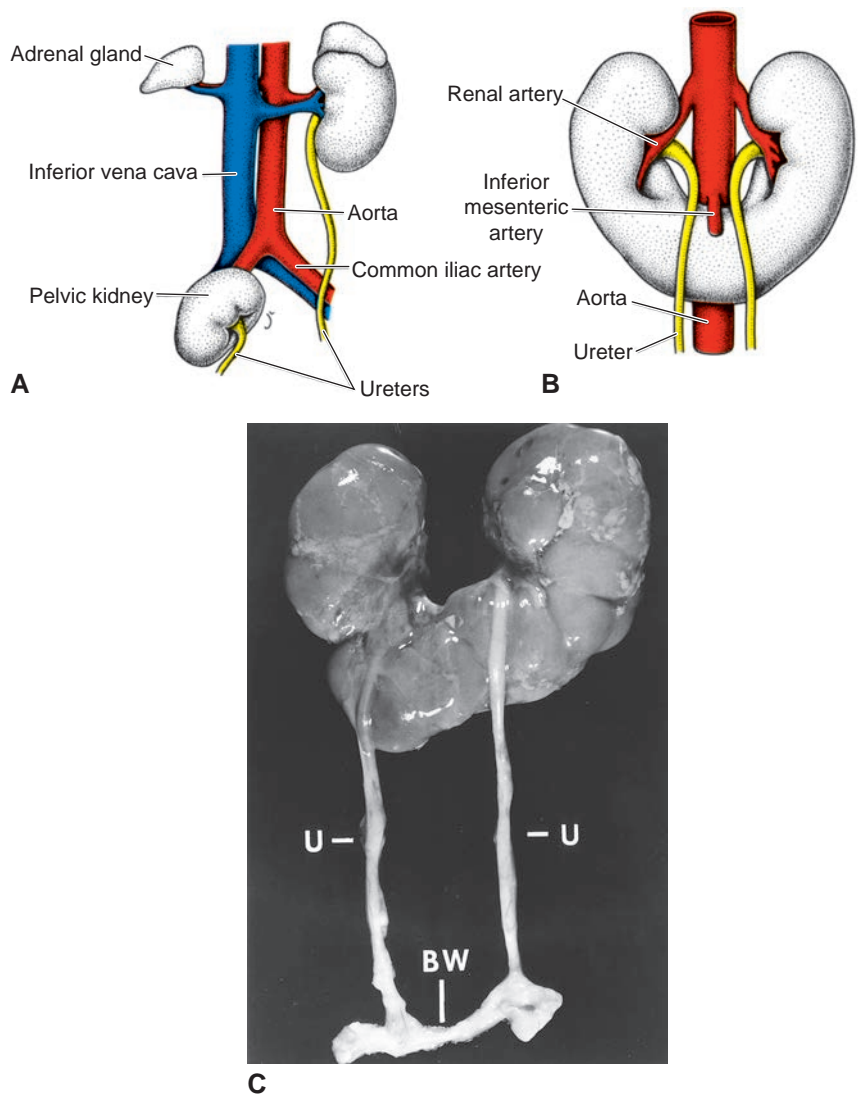 Adrenal gland
Inferior vena cava
Aorta
Common iliac artery
Pelvic kidney
Ureters
A
Renal artery
Inferior
mesenteric
artery
Aorta
Ureter
B
U
U
BW
C